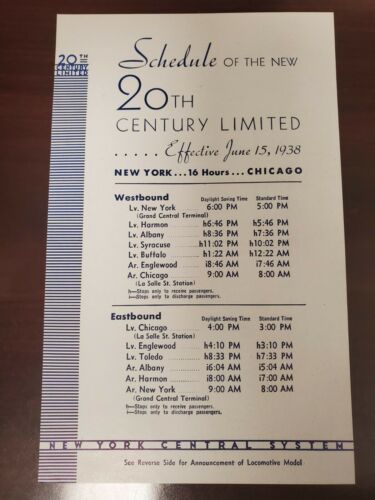 20TH
CENTURY
LIMITED
Schedule OF THE NEW
20TH
CENTURY LIMITED
..... Effective June 15, 1938
NEW YORK...16 Hours...CHICAGO
Westbound Daylight Saving Time Standard Time
Lv. New York 6:00 PM 5:00 PM
(Grand Central Terminal)
Lv. Harmon h6:46 PM h5:46 PM
Lv. Albany h8:36 PM h7:36 PM
Lv. Syracuse h11:02 PM h10:02 PM
Lv. Buffalo h1:22 AM h12:22 AM
Ar. Englewood i8:46 AM i7:46 AM
Ar. Chicago 9:00 AM 8:00 AM
(La Salle St. Station)
h—Stops only to receive passengers.
i—Stops only to discharge passengers.
Eastbound Daylight Saving Time Standard Time
Lv. Chicago 4:00 PM 3:00 PM
(La Salle St. Station)
Lv. Englewood h4:10 PM h3:10 PM
Lv. Toledo h8:33 PM h7:33 PM
Ar. Albany i6:04 AM i5:04 AM
Ar. Harmon i8:00 AM i7:00 AM
Ar. New York 9:00 AM 8:00 AM
(Grand Central Terminal)
h—Stops only to receive passengers.
i—Stops only to discharge passengers.
NEW YORK CENTRAL SYSTEM
See Reverse Side for Announcement of Locomotive Model